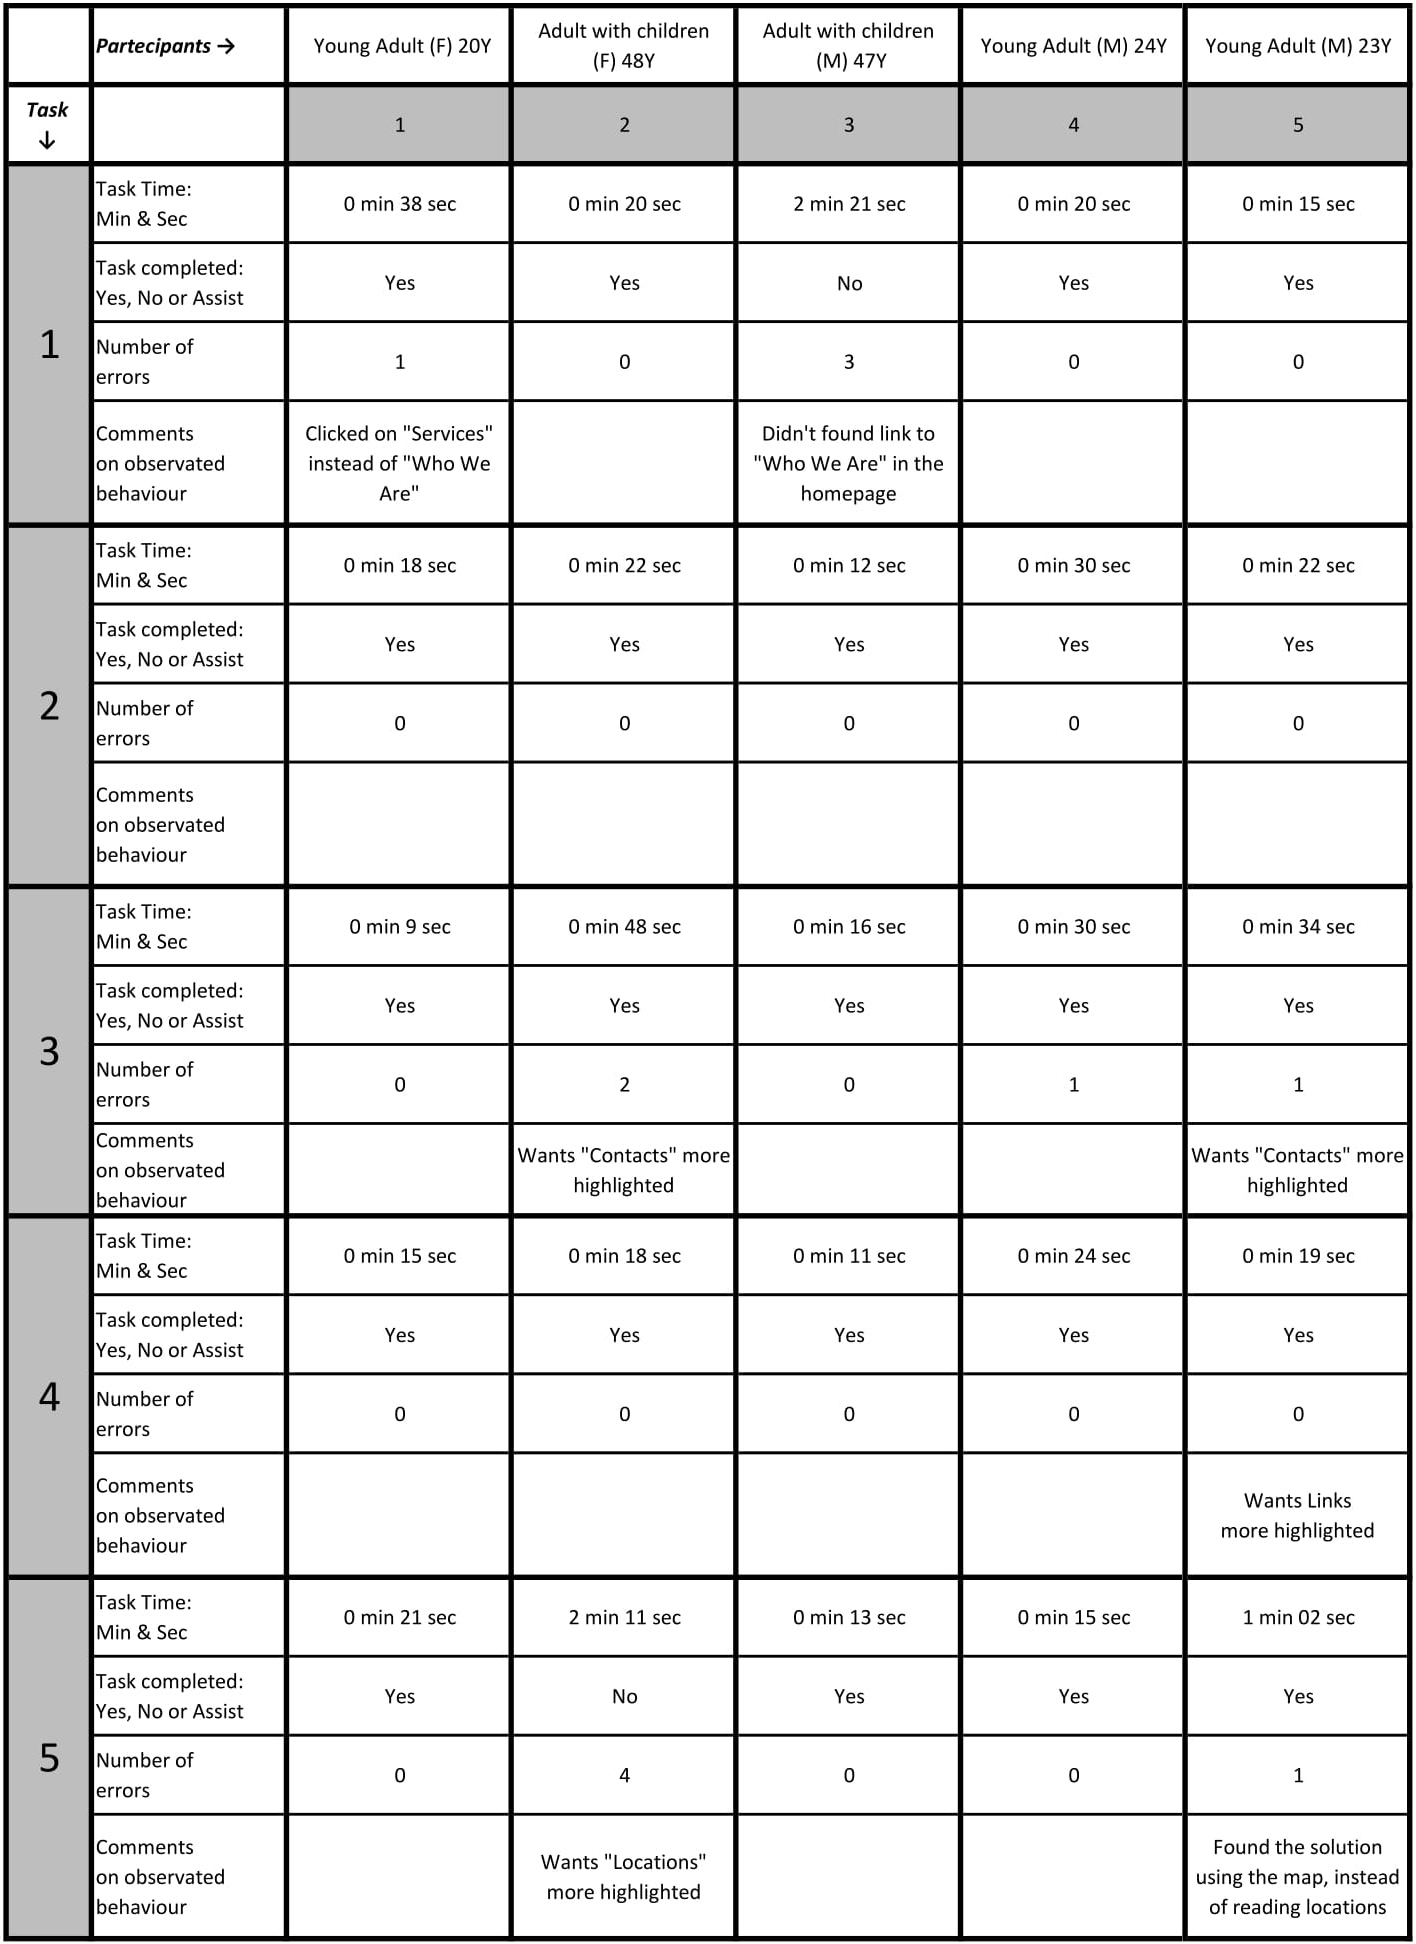 Partecipants →
Young Adult (F) 20Y
Adult with children
(F) 48Y
Adult with children
(M) 47Y
Young Adult (M) 24Y
Young Adult (M) 23Y
Task
↓
1
2
3
4
5
1
Task Time:
Min & Sec
0 min 38 sec
0 min 20 sec
2 min 21 sec
0 min 20 sec
0 min 15 sec
Task completed:
Yes, No or Assist
Yes
Yes
No
Yes
Yes
Number of
errors
1
0
3
0
0
Comments
on observated
behaviour
Clicked on "Services"
instead of "Who We
Are"
Didn't found link to
"Who We Are" in the
homepage
2
Task Time:
Min & Sec
0 min 18 sec
0 min 22 sec
0 min 12 sec
0 min 30 sec
0 min 22 sec
Task completed:
Yes, No or Assist
Yes
Yes
Yes
Yes
Yes
Number of
errors
0
0
0
0
0
Comments
on observated
behaviour
3
Task Time:
Min & Sec
0 min 9 sec
0 min 48 sec
0 min 16 sec
0 min 30 sec
0 min 34 sec
Task completed:
Yes, No or Assist
Yes
Yes
Yes
Yes
Yes
Number of
errors
0
2
0
1
1
Comments
on observated
behaviour
Wants "Contacts" more
highlighted
Wants "Contacts" more
highlighted
4
Task Time:
Min & Sec
0 min 15 sec
0 min 18 sec
0 min 11 sec
0 min 24 sec
0 min 19 sec
Task completed:
Yes, No or Assist
Yes
Yes
Yes
Yes
Yes
Number of
errors
0
0
0
0
0
Comments
on observated
behaviour
Wants Links
more highlighted
5
Task Time:
Min & Sec
0 min 21 sec
2 min 11 sec
0 min 13 sec
0 min 15 sec
1 min 02 sec
Task completed:
Yes, No or Assist
Yes
No
Yes
Yes
Yes
Number of
errors
0
4
0
0
1
Comments
on observated
behaviour
Wants "Locations"
more highlighted
Found the solution
using the map, instead
of reading locations